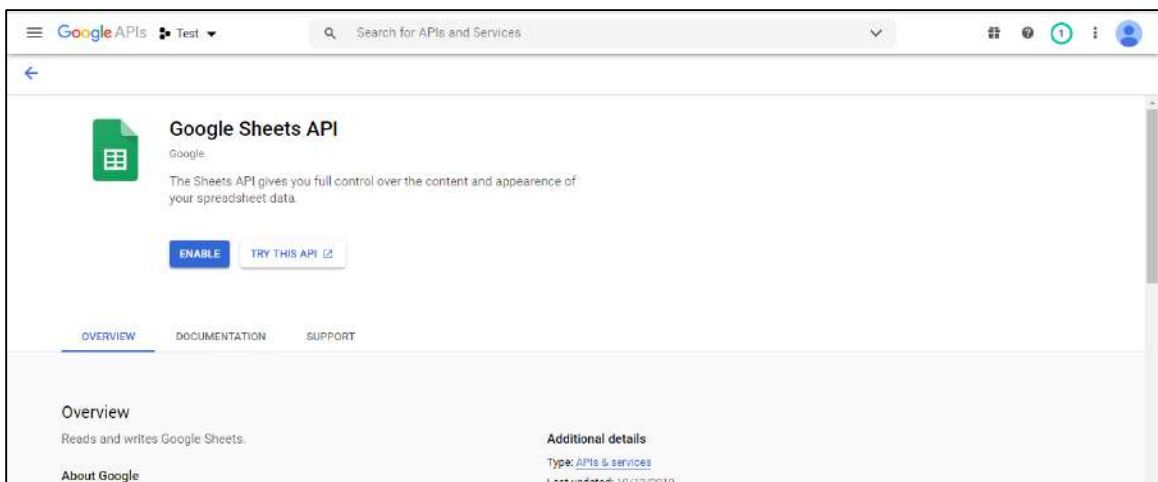 Google APIs Test Search for APIs and Services 1
Google Sheets API
Google
The Sheets API gives you full control over the content and appearence of
your spreadsheet data.
ENABLE TRY THIS API
OVERVIEW DOCUMENTATION SUPPORT
Overview
Reads and writes Google Sheets.
About Google
Additional details
Type: APIs & services
Last updated: